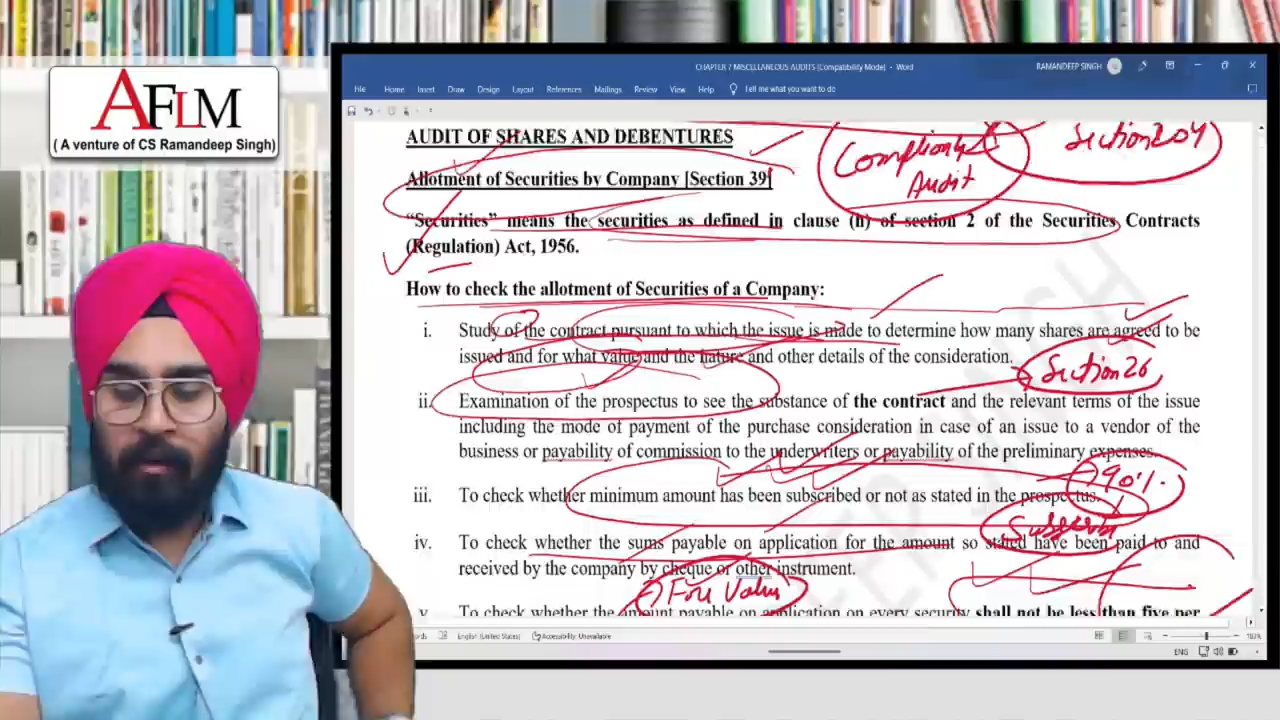 AFLM
( A venture of CS Ramandeep Singh)
CHAPTER 7 MISCELLANEOUS AUDITS [Compatibility Mode] - Word
RAMANDEEP SINGH
File Home Insert Draw Design Layout References Mailings Review View Help Tell me what you want to do
AUDIT OF SHARES AND DEBENTURES
Section 204
Audit
Allotment of Securities by Company [Section 39]
“Securities” means the securities as defined in clause (h) of section 2 of the Securities Contracts
(Regulation) Act, 1956.
How to check the allotment of Securities of a Company:
i. Study of the contract pursuant to which the issue is made to determine how many shares are agreed to be
issued and for what value and the nature and other details of the consideration.
Section 26
ii. Examination of the prospectus to see the substance of the contract and the relevant terms of the issue
including the mode of payment of the purchase consideration in case of an issue to a vendor of the
business or payability of commission to the underwriters or payability of the preliminary expenses.
90%
iii. To check whether minimum amount has been subscribed or not as stated in the prospectus.
iv. To check whether the sums payable on application for the amount so stated have been paid to and
received by the company by cheque or other instrument.
Value
v. To check whether the amount payable on application on every security shall not be less than five per
English (United States) Accessibility: Unavailable
ENG